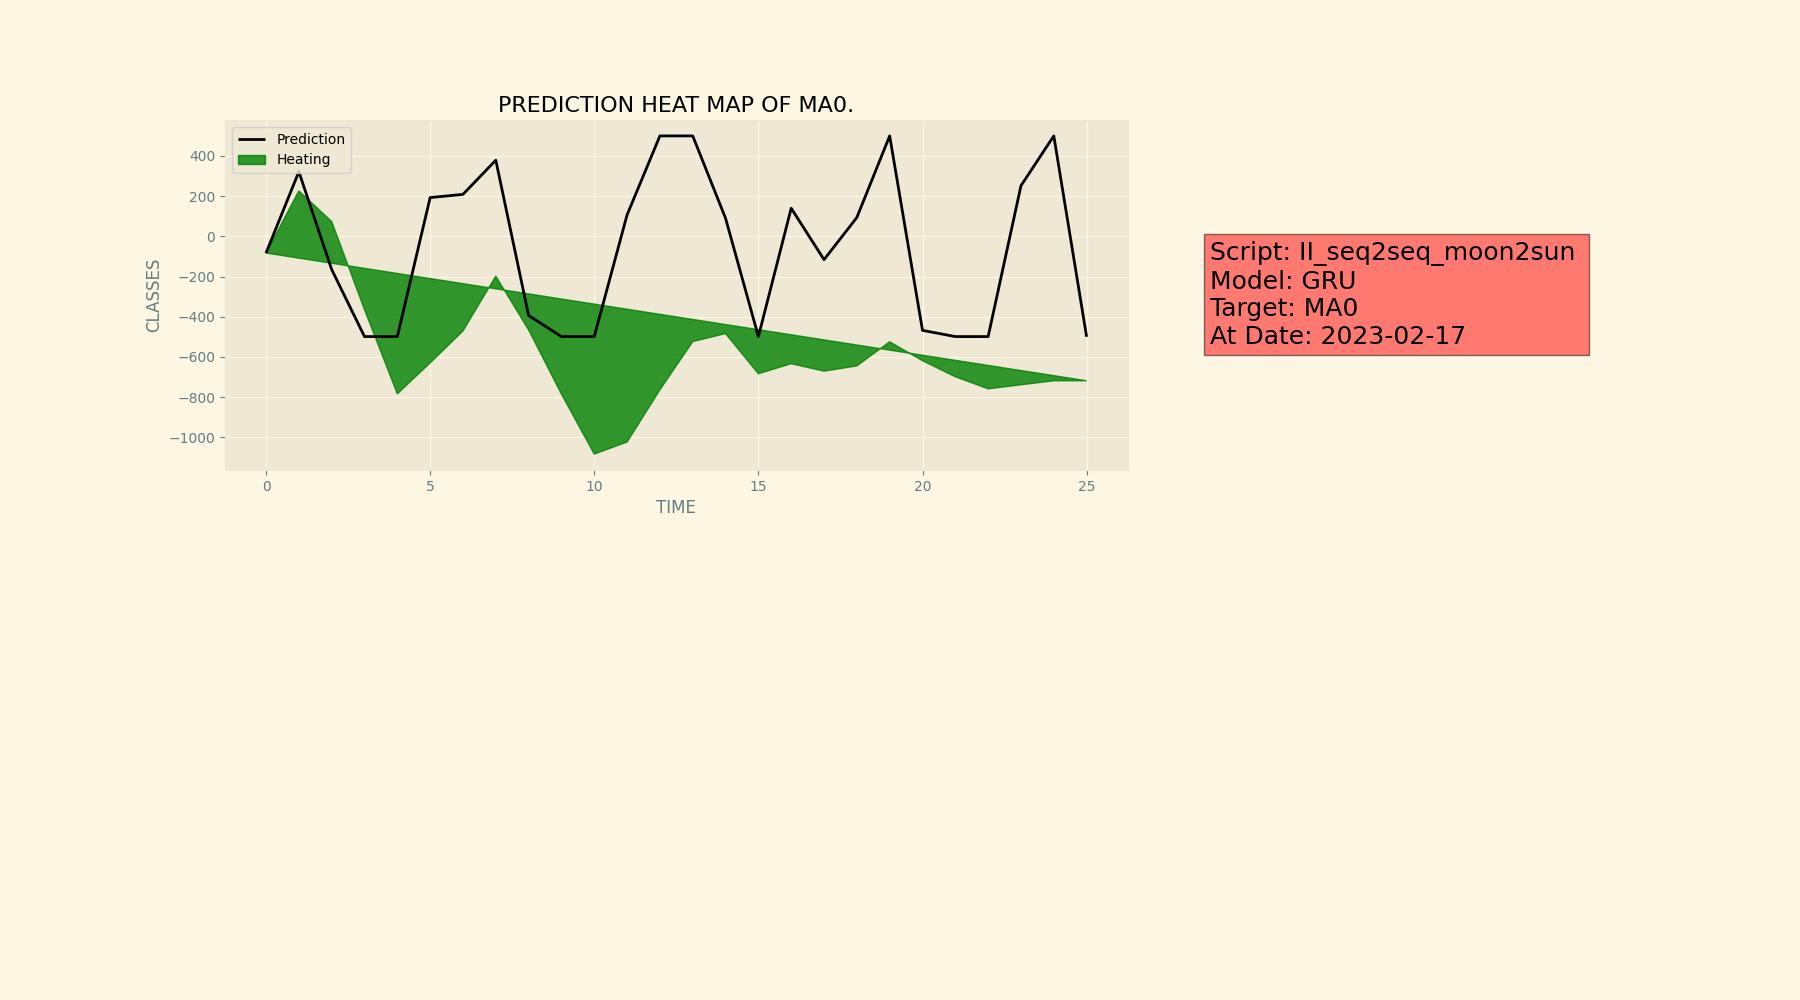 PREDICTION HEAT MAP OF MA0.
Prediction
Heating
400
200
0
−200
−400
−600
−800
−1000
CLASSES
0 5 10 15 20 25
TIME
Script: II_seq2seq_moon2sun
Model: GRU
Target: MA0
At Date: 2023-02-17